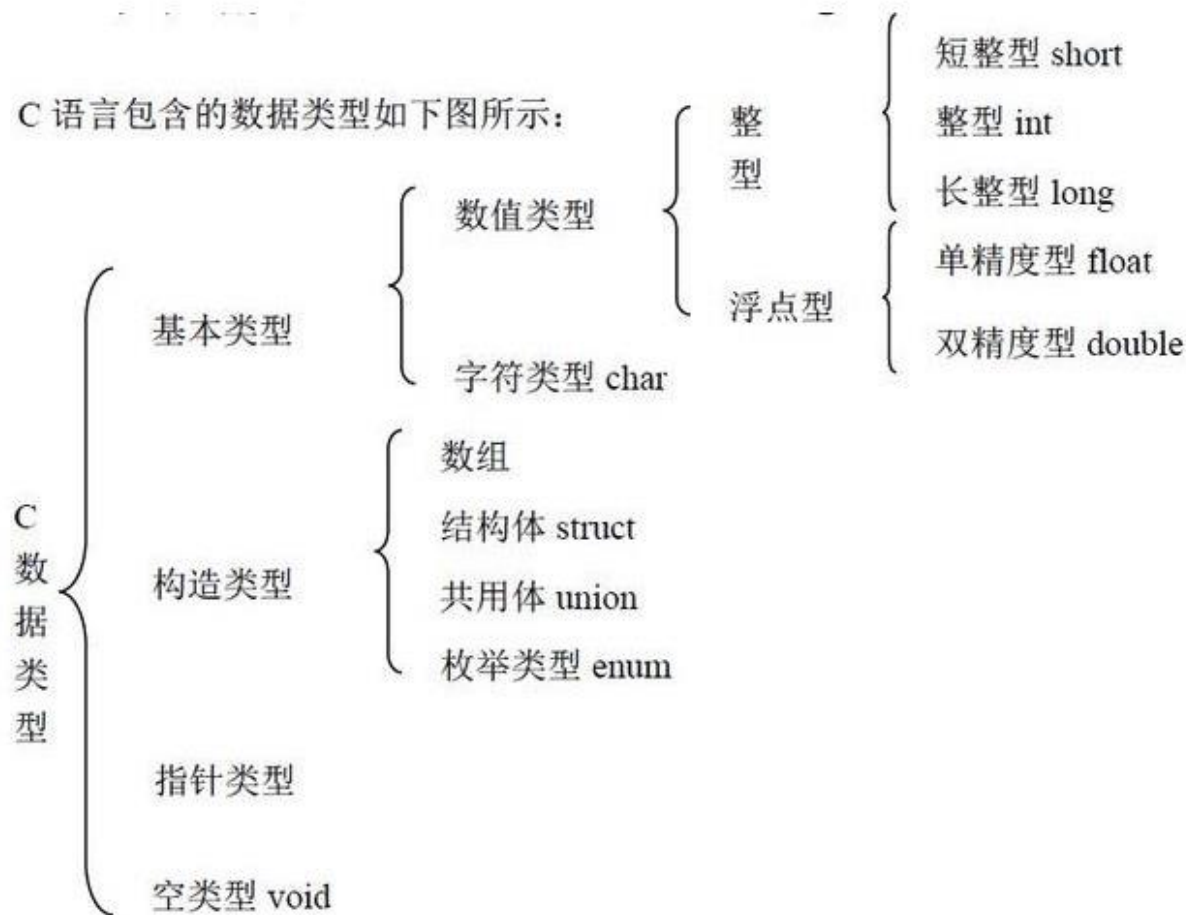 C 语言包含的数据类型如下图所示：
短整型 short
整型 int
长整型 long
整型
单精度型 float
双精度型 double
浮点型
数值类型
字符类型 char
基本类型
数组
结构体 struct
共用体 union
枚举类型 enum
构造类型
C数据类型
指针类型
空类型 void